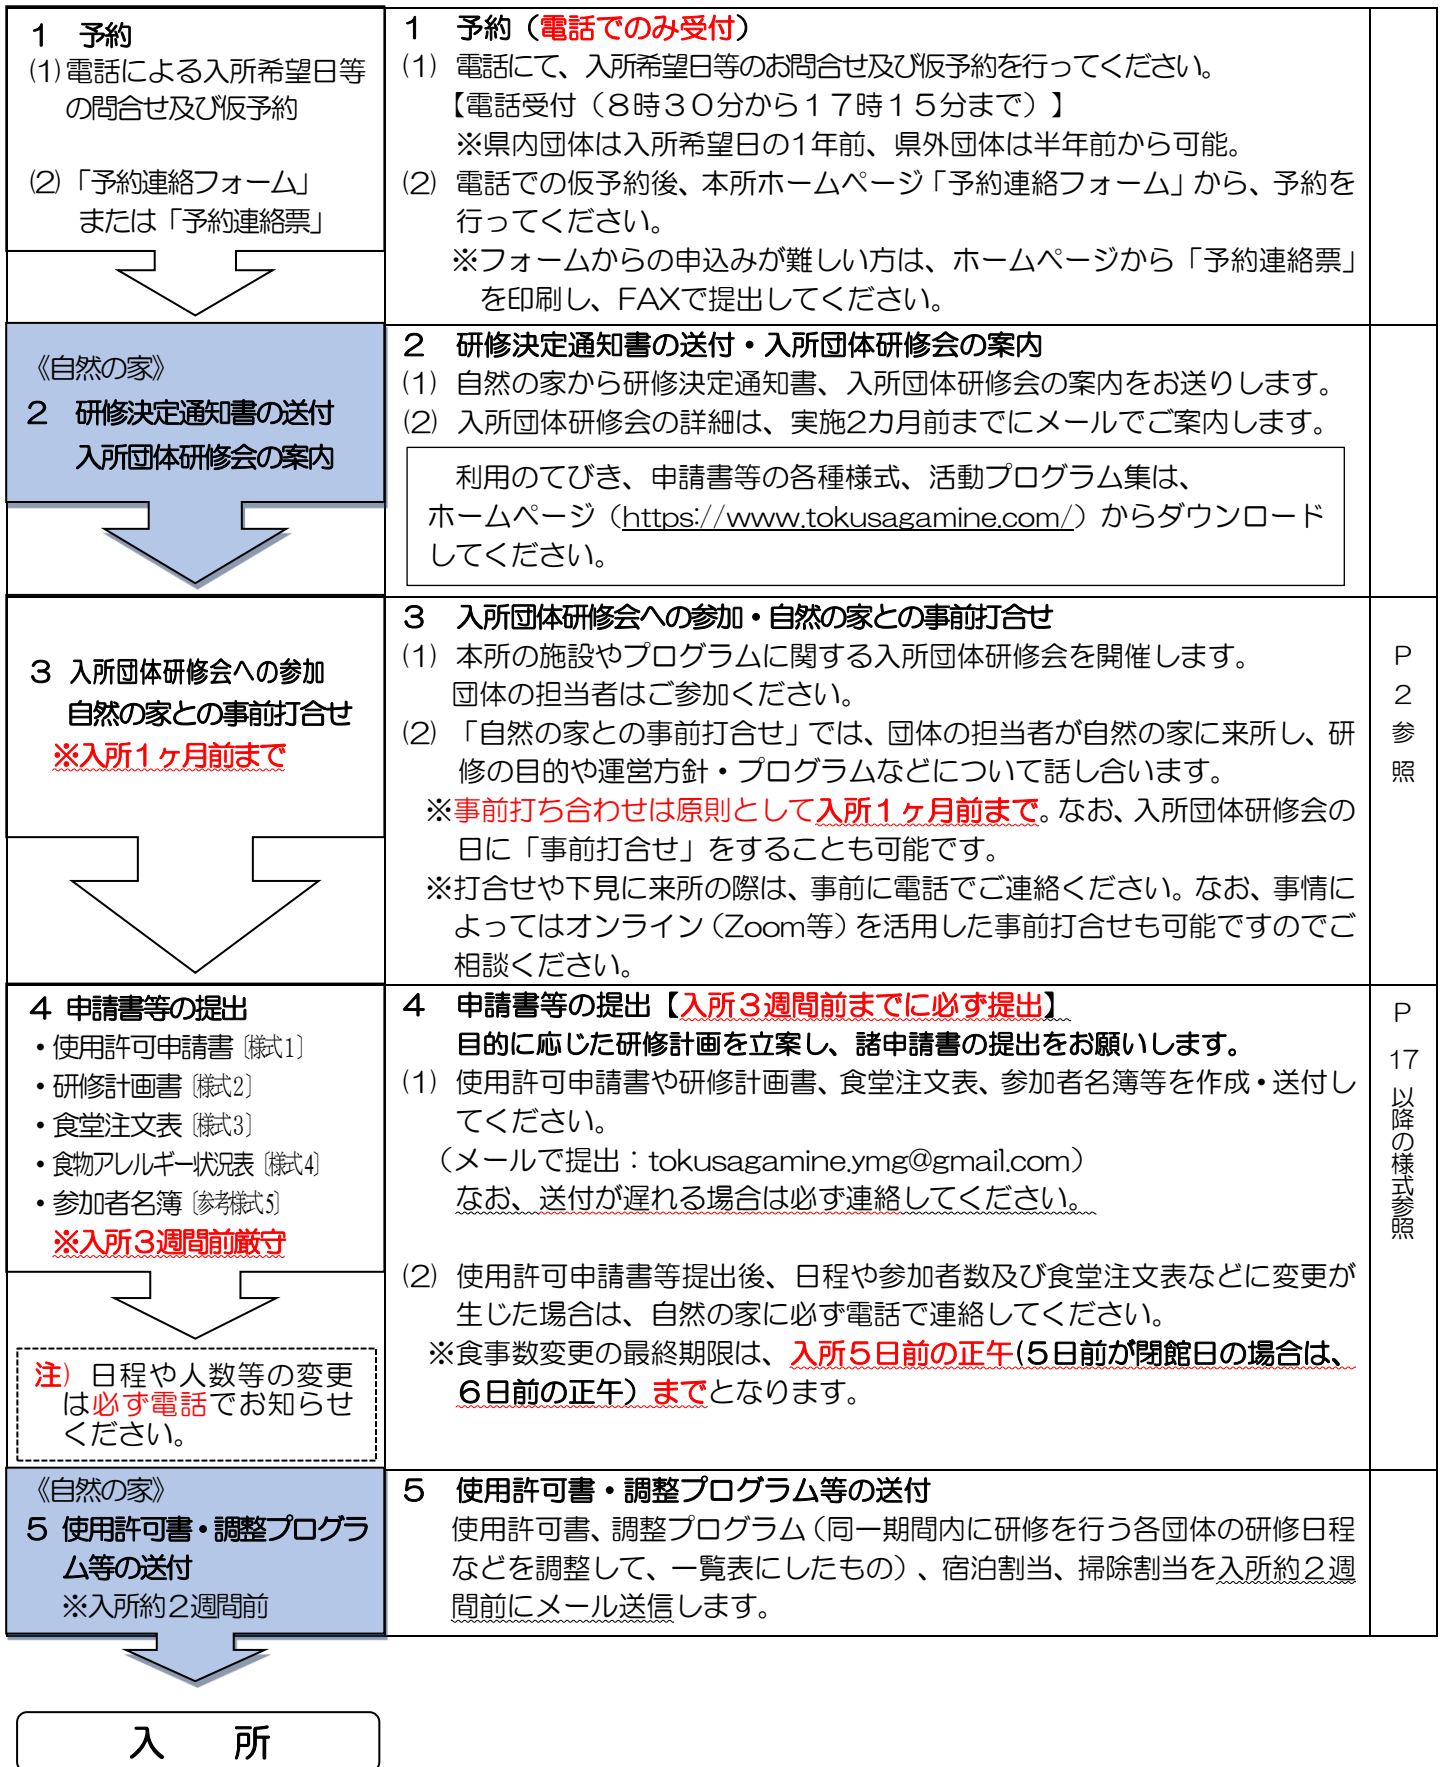 １　予約
⑴電話による入所希望日等
の問合せ及び仮予約
⑵「予約連絡フォーム」
または「予約連絡票」
１　予約（電話でのみ受付）
⑴ 電話にて、入所希望日等のお問合せ及び仮予約を行ってください。
【電話受付（８時３０分から１７時１５分まで）】
※県内団体は入所希望日の1年前、県外団体は半年前から可能。
⑵ 電話での仮予約後、本所ホームページ「予約連絡フォーム」から、予約を
行ってください。
※フォームからの申込みが難しい方は、ホームページから「予約連絡票」
を印刷し、FAXで提出してください。
《自然の家》
２　研修決定通知書の送付
入所団体研修会の案内
２　研修決定通知書の送付・入所団体研修会の案内
⑴ 自然の家から研修決定通知書、入所団体研修会の案内をお送りします。
⑵ 入所団体研修会の詳細は、実施2カ月前までにメールでご案内します。
利用のてびき、申請書等の各種様式、活動プログラム集は、
ホームページ（https://www.tokusagamine.com/）からダウンロード
してください。
３ 入所団体研修会への参加
自然の家との事前打合せ
※入所１ヶ月前まで
３　入所団体研修会への参加・自然の家との事前打合せ
⑴ 本所の施設やプログラムに関する入所団体研修会を開催します。
団体の担当者はご参加ください。
⑵ 「自然の家との事前打合せ」では、団体の担当者が自然の家に来所し、研
修の目的や運営方針・プログラムなどについて話し合います。
※事前打ち合わせは原則として入所１ヶ月前まで。なお、入所団体研修会の
日に「事前打合せ」をすることも可能です。
※打合せや下見に来所の際は、事前に電話でご連絡ください。なお、事情に
よってはオンライン（Zoom等）を活用した事前打合せも可能ですのでご
相談ください。
P
２
参
照
４ 申請書等の提出
・使用許可申請書〔様式1〕
・研修計画書〔様式2〕
・食堂注文表〔様式3〕
・食物アレルギー状況表〔様式4〕
・参加者名簿〔参考様式5〕
※入所３週間前厳守
注）日程や人数等の変更
は必ず電話でお知らせ
ください。
４　申請書等の提出【入所３週間前までに必ず提出】
目的に応じた研修計画を立案し、諸申請書の提出をお願いします。
⑴ 使用許可申請書や研修計画書、食堂注文表、参加者名簿等を作成・送付し
てください。
（メールで提出：tokusagamine.ymg@gmail.com）
なお、送付が遅れる場合は必ず連絡してください。
⑵ 使用許可申請書等提出後、日程や参加者数及び食堂注文表などに変更が
生じた場合は、自然の家に必ず電話で連絡してください。
※食事数変更の最終期限は、入所５日前の正午(５日前が閉館日の場合は、
６日前の正午）までとなります。
P
17
以降の様式参照
《自然の家》
５ 使用許可書・調整プログラ
ム等の送付
※入所約２週間前
５　使用許可書・調整プログラム等の送付
使用許可書、調整プログラム（同一期間内に研修を行う各団体の研修日程
などを調整して、一覧表にしたもの）、宿泊割当、掃除割当を入所約２週
間前にメール送信します。
入　所